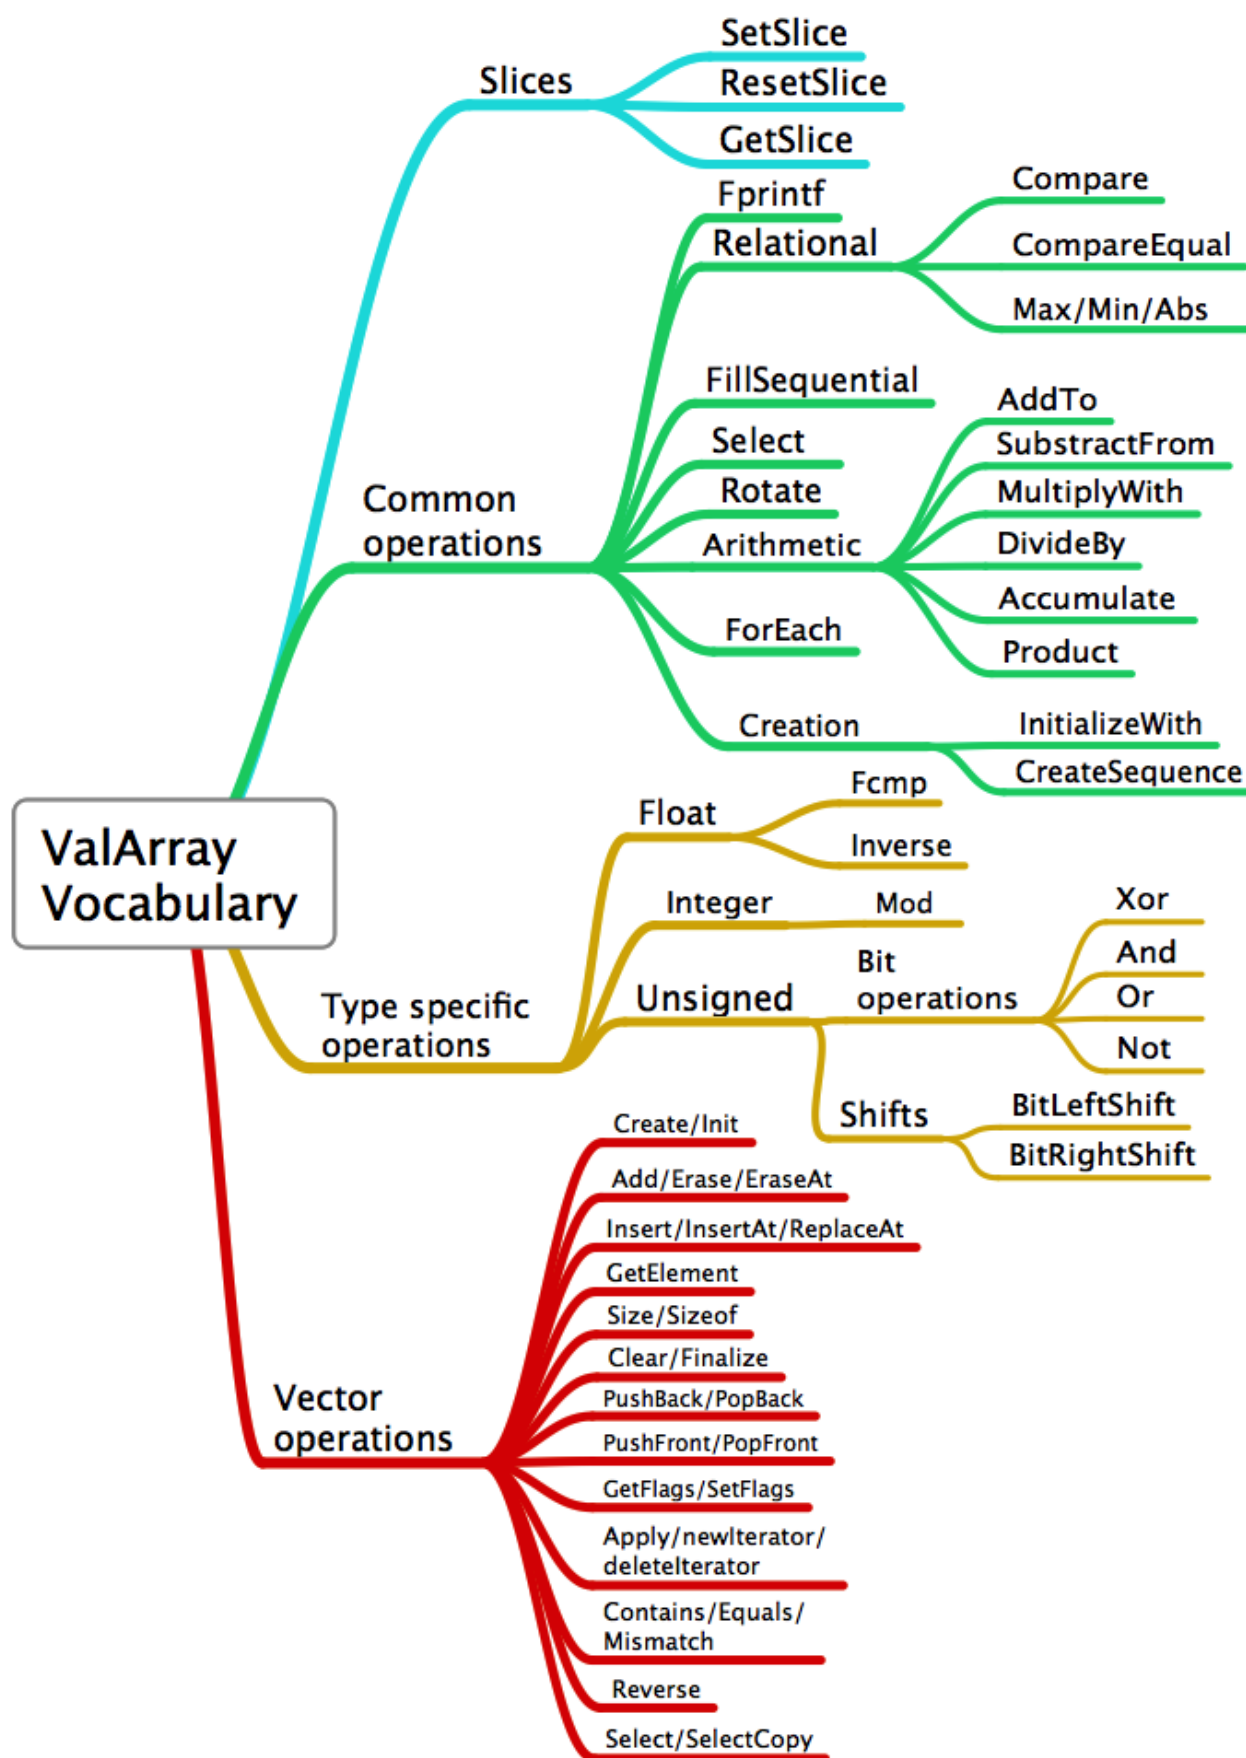 SetSlice
Slices
ResetSlice
GetSlice
Fprintf
Compare
Relational
CompareEqual
Max/Min/Abs
FillSequential
AddTo
Select
SubstractFrom
Common
operations
Rotate
MultiplyWith
Arithmetic
DivideBy
Accumulate
ForEach
Product
Creation
InitializeWith
CreateSequence
ValArray
Vocabulary
Float
Fcmp
Inverse
Integer
Mod
Type specific
operations
Unsigned
Bit
operations
Xor
And
Or
Not
Shifts
BitLeftShift
BitRightShift
Vector
operations
Create/Init
Add/Erase/EraseAt
Insert/InsertAt/ReplaceAt
GetElement
Size/Sizeof
Clear/Finalize
PushBack/PopBack
PushFront/PopFront
GetFlags/SetFlags
Apply/newIterator/
deleteIterator
Contains/Equals/
Mismatch
Reverse
Select/SelectCopy